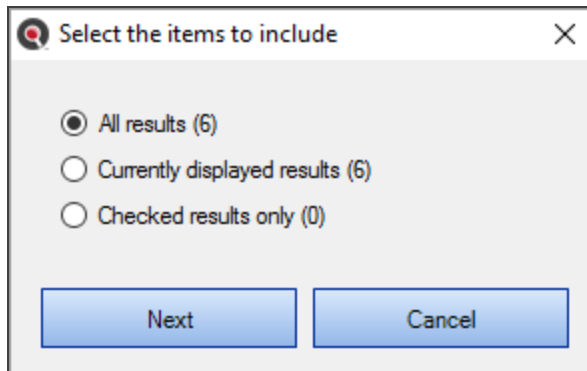 Select the items to include
All results (6)
Currently displayed results (6)
Checked results only (0)
Next
Cancel